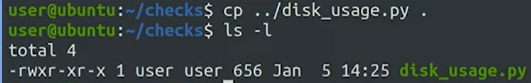 user@ubuntu:~/checks$ cp ../disk_usage.py .
user@ubuntu:~/checks$ ls -l
total 4
-rwxr-xr-x 1 user user 656 Jan  5 14:25 disk_usage.py